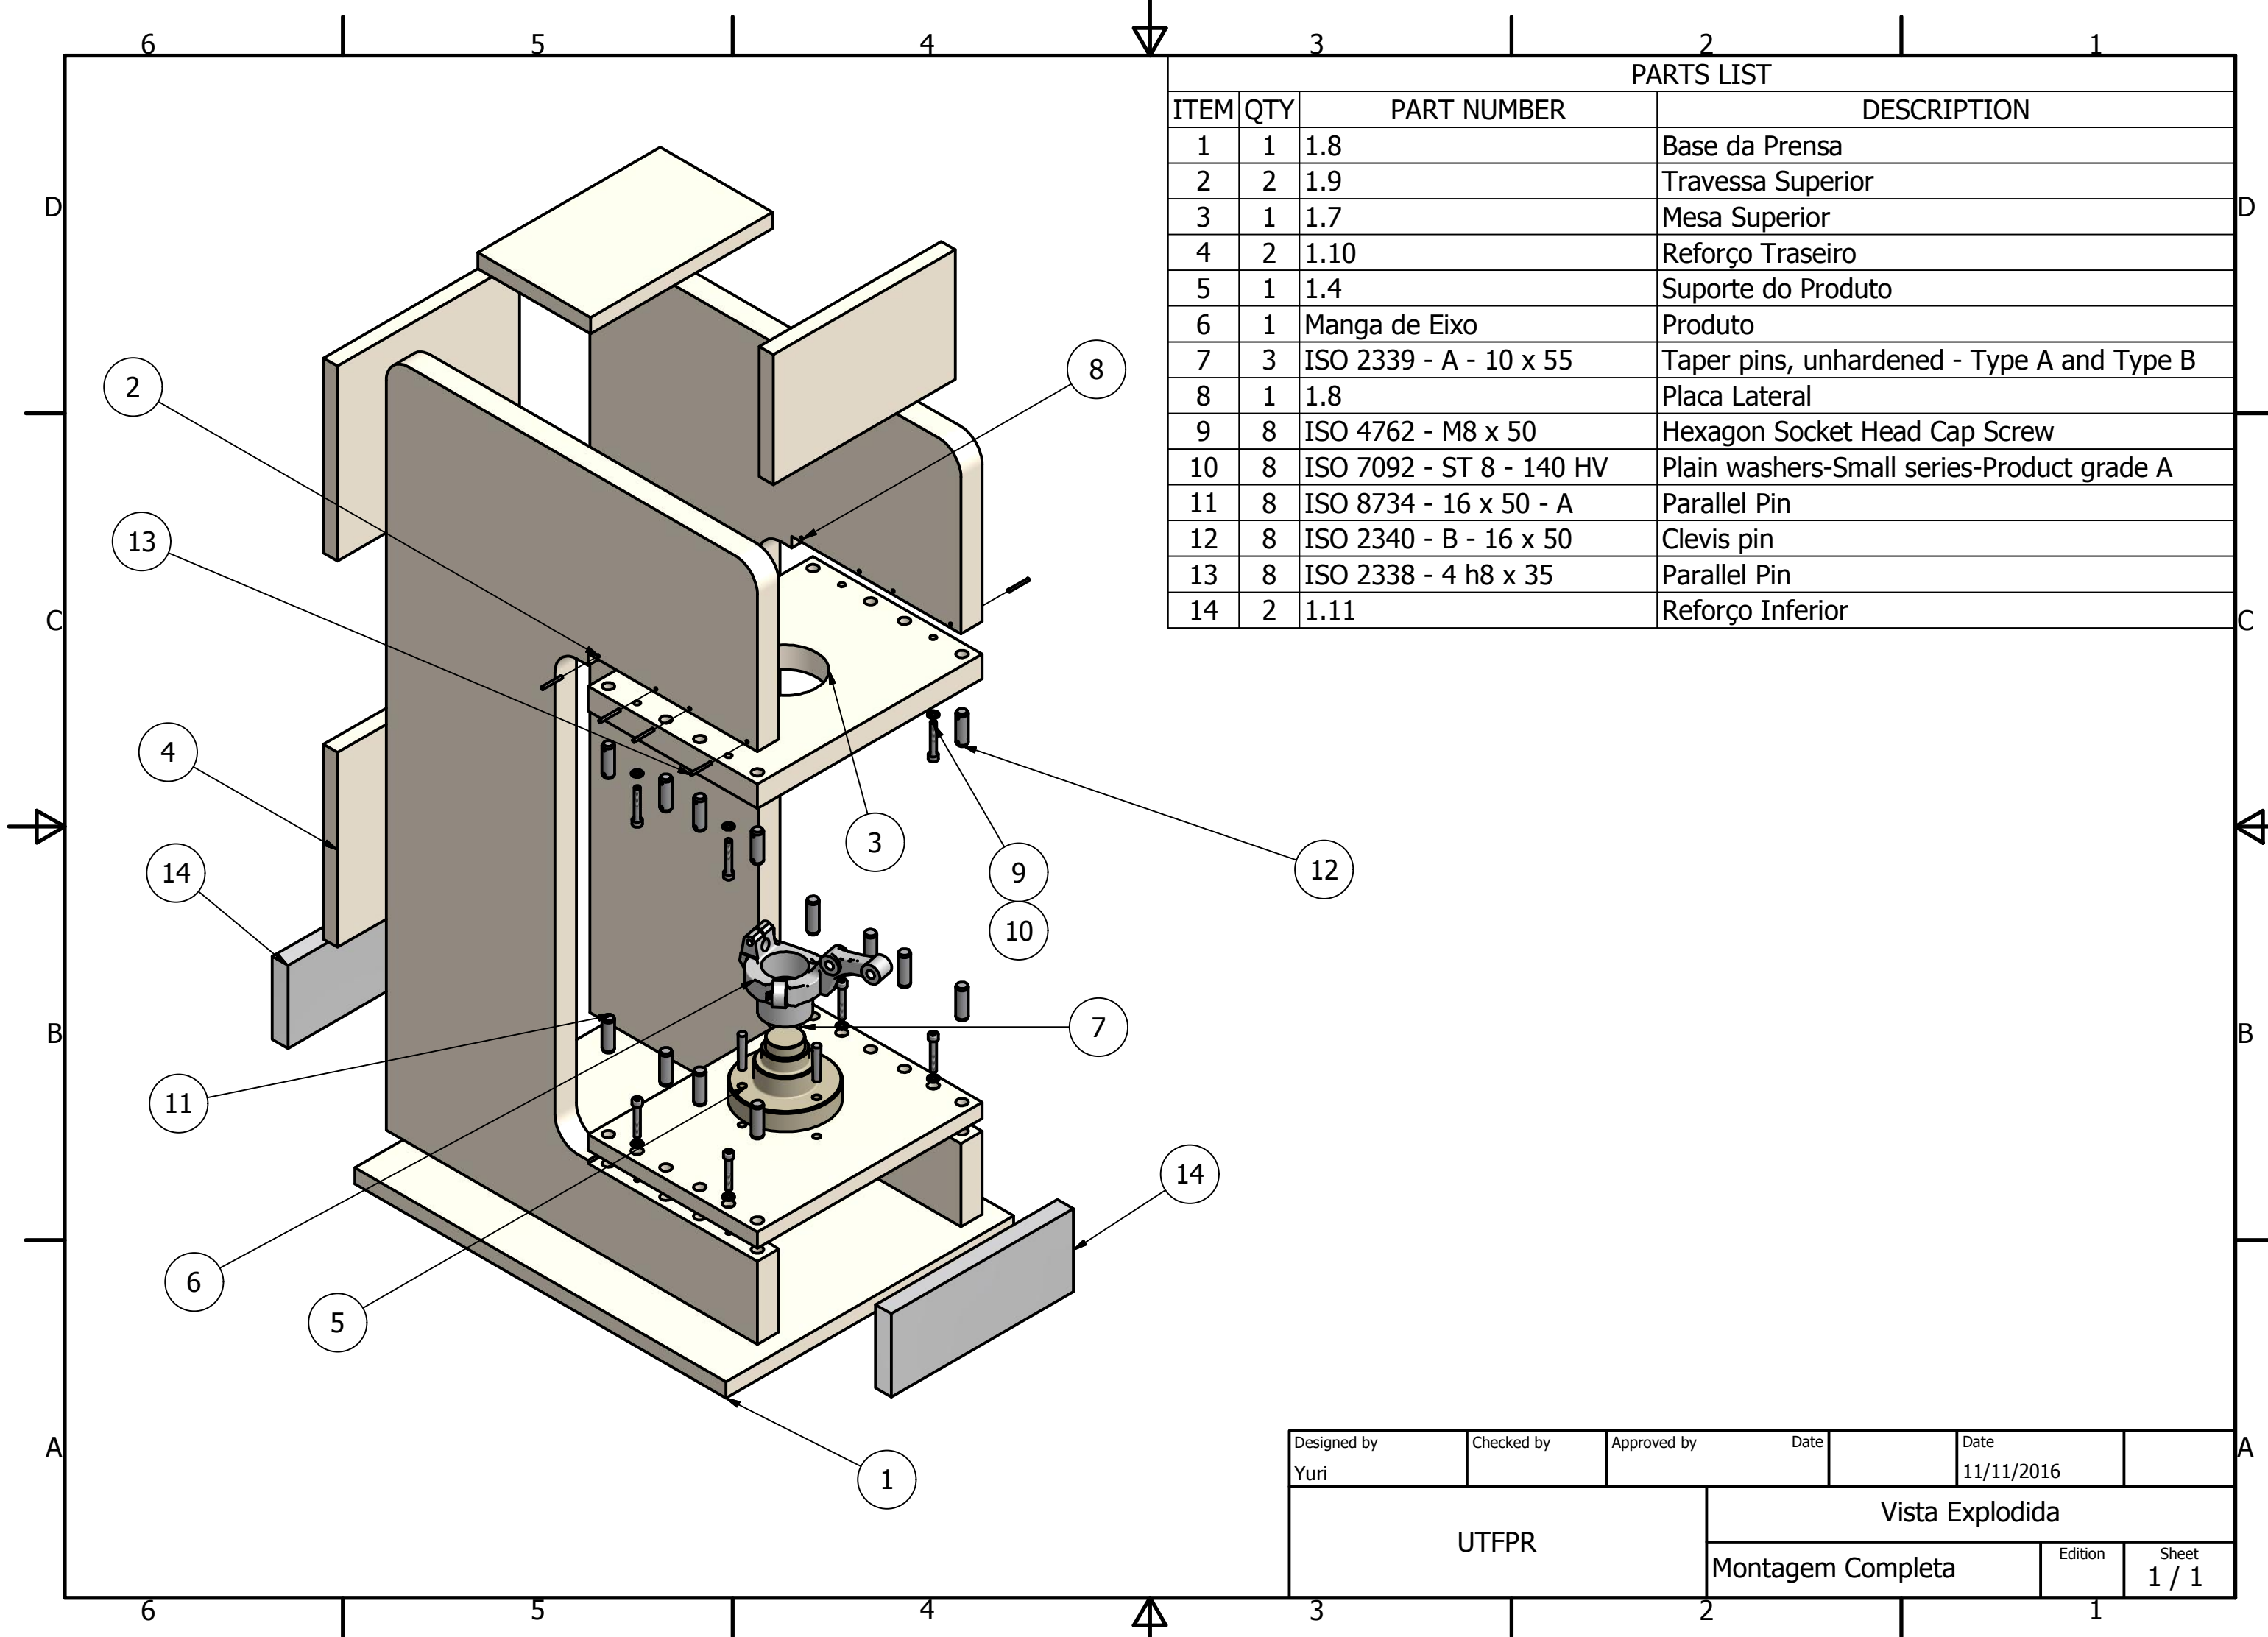 6 5 4 3 2 1
PARTS LIST
ITEM QTY PART NUMBER DESCRIPTION
1 1 1.8 Base da Prensa
2 2 1.9 Travessa Superior
3 1 1.7 Mesa Superior
4 2 1.10 Reforço Traseiro
5 1 1.4 Suporte do Produto
6 1 Manga de Eixo Produto
7 3 ISO 2339 - A - 10 x 55 Taper pins, unhardened - Type A and Type B
8 1 1.8 Placa Lateral
9 8 ISO 4762 - M8 x 50 Hexagon Socket Head Cap Screw
10 8 ISO 7092 - ST 8 - 140 HV Plain washers-Small series-Product grade A
11 8 ISO 8734 - 16 x 50 - A Parallel Pin
12 8 ISO 2340 - B - 16 x 50 Clevis pin
13 8 ISO 2338 - 4 h8 x 35 Parallel Pin
14 2 1.11 Reforço Inferior
D D
8
2
13
C C
4
3
14
9
12
10
7
B B
11
14
6
5
A A
1
Designed by Checked by Approved by Date Date
Yuri 11/11/2016
UTFPR
Vista Explodida
Montagem Completa
Edition
Sheet
1 / 1
6 5 4 3 2 1